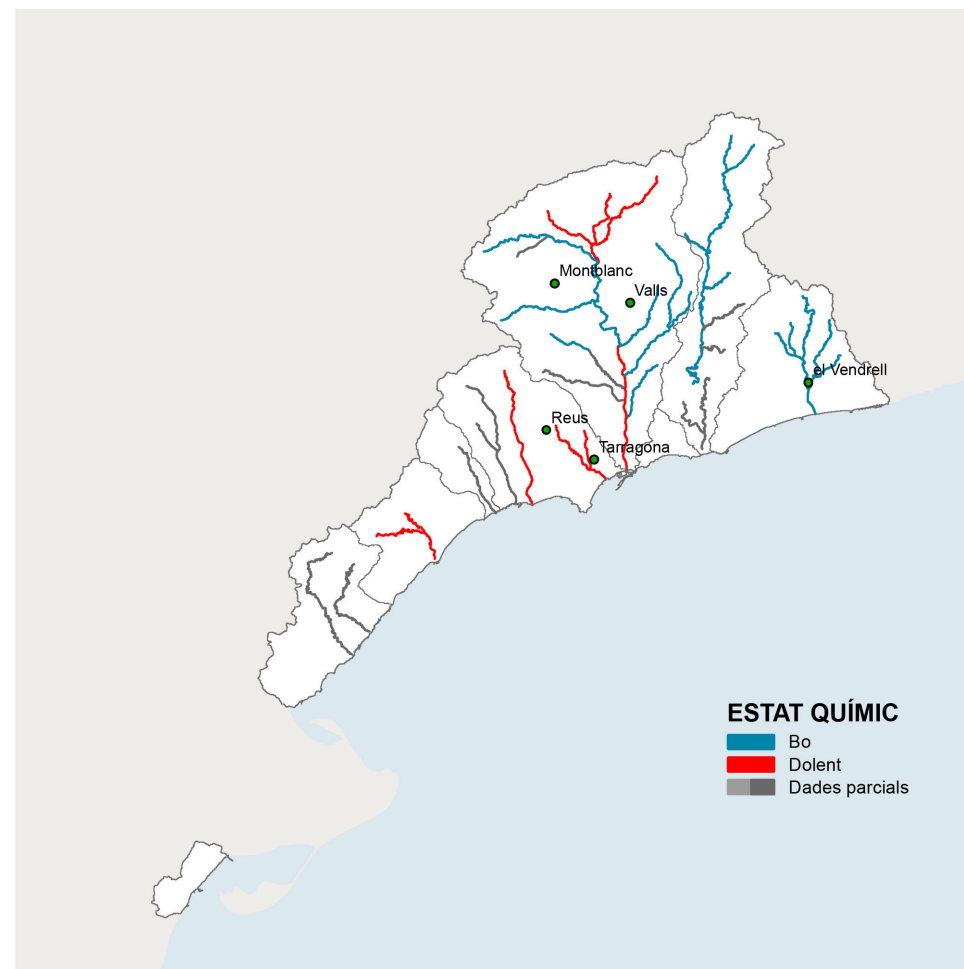 Montblanc
Valls
el Vendrell
Reus
Tarragona
ESTAT QUÍMIC
Bo
Dolent
Dades parcials